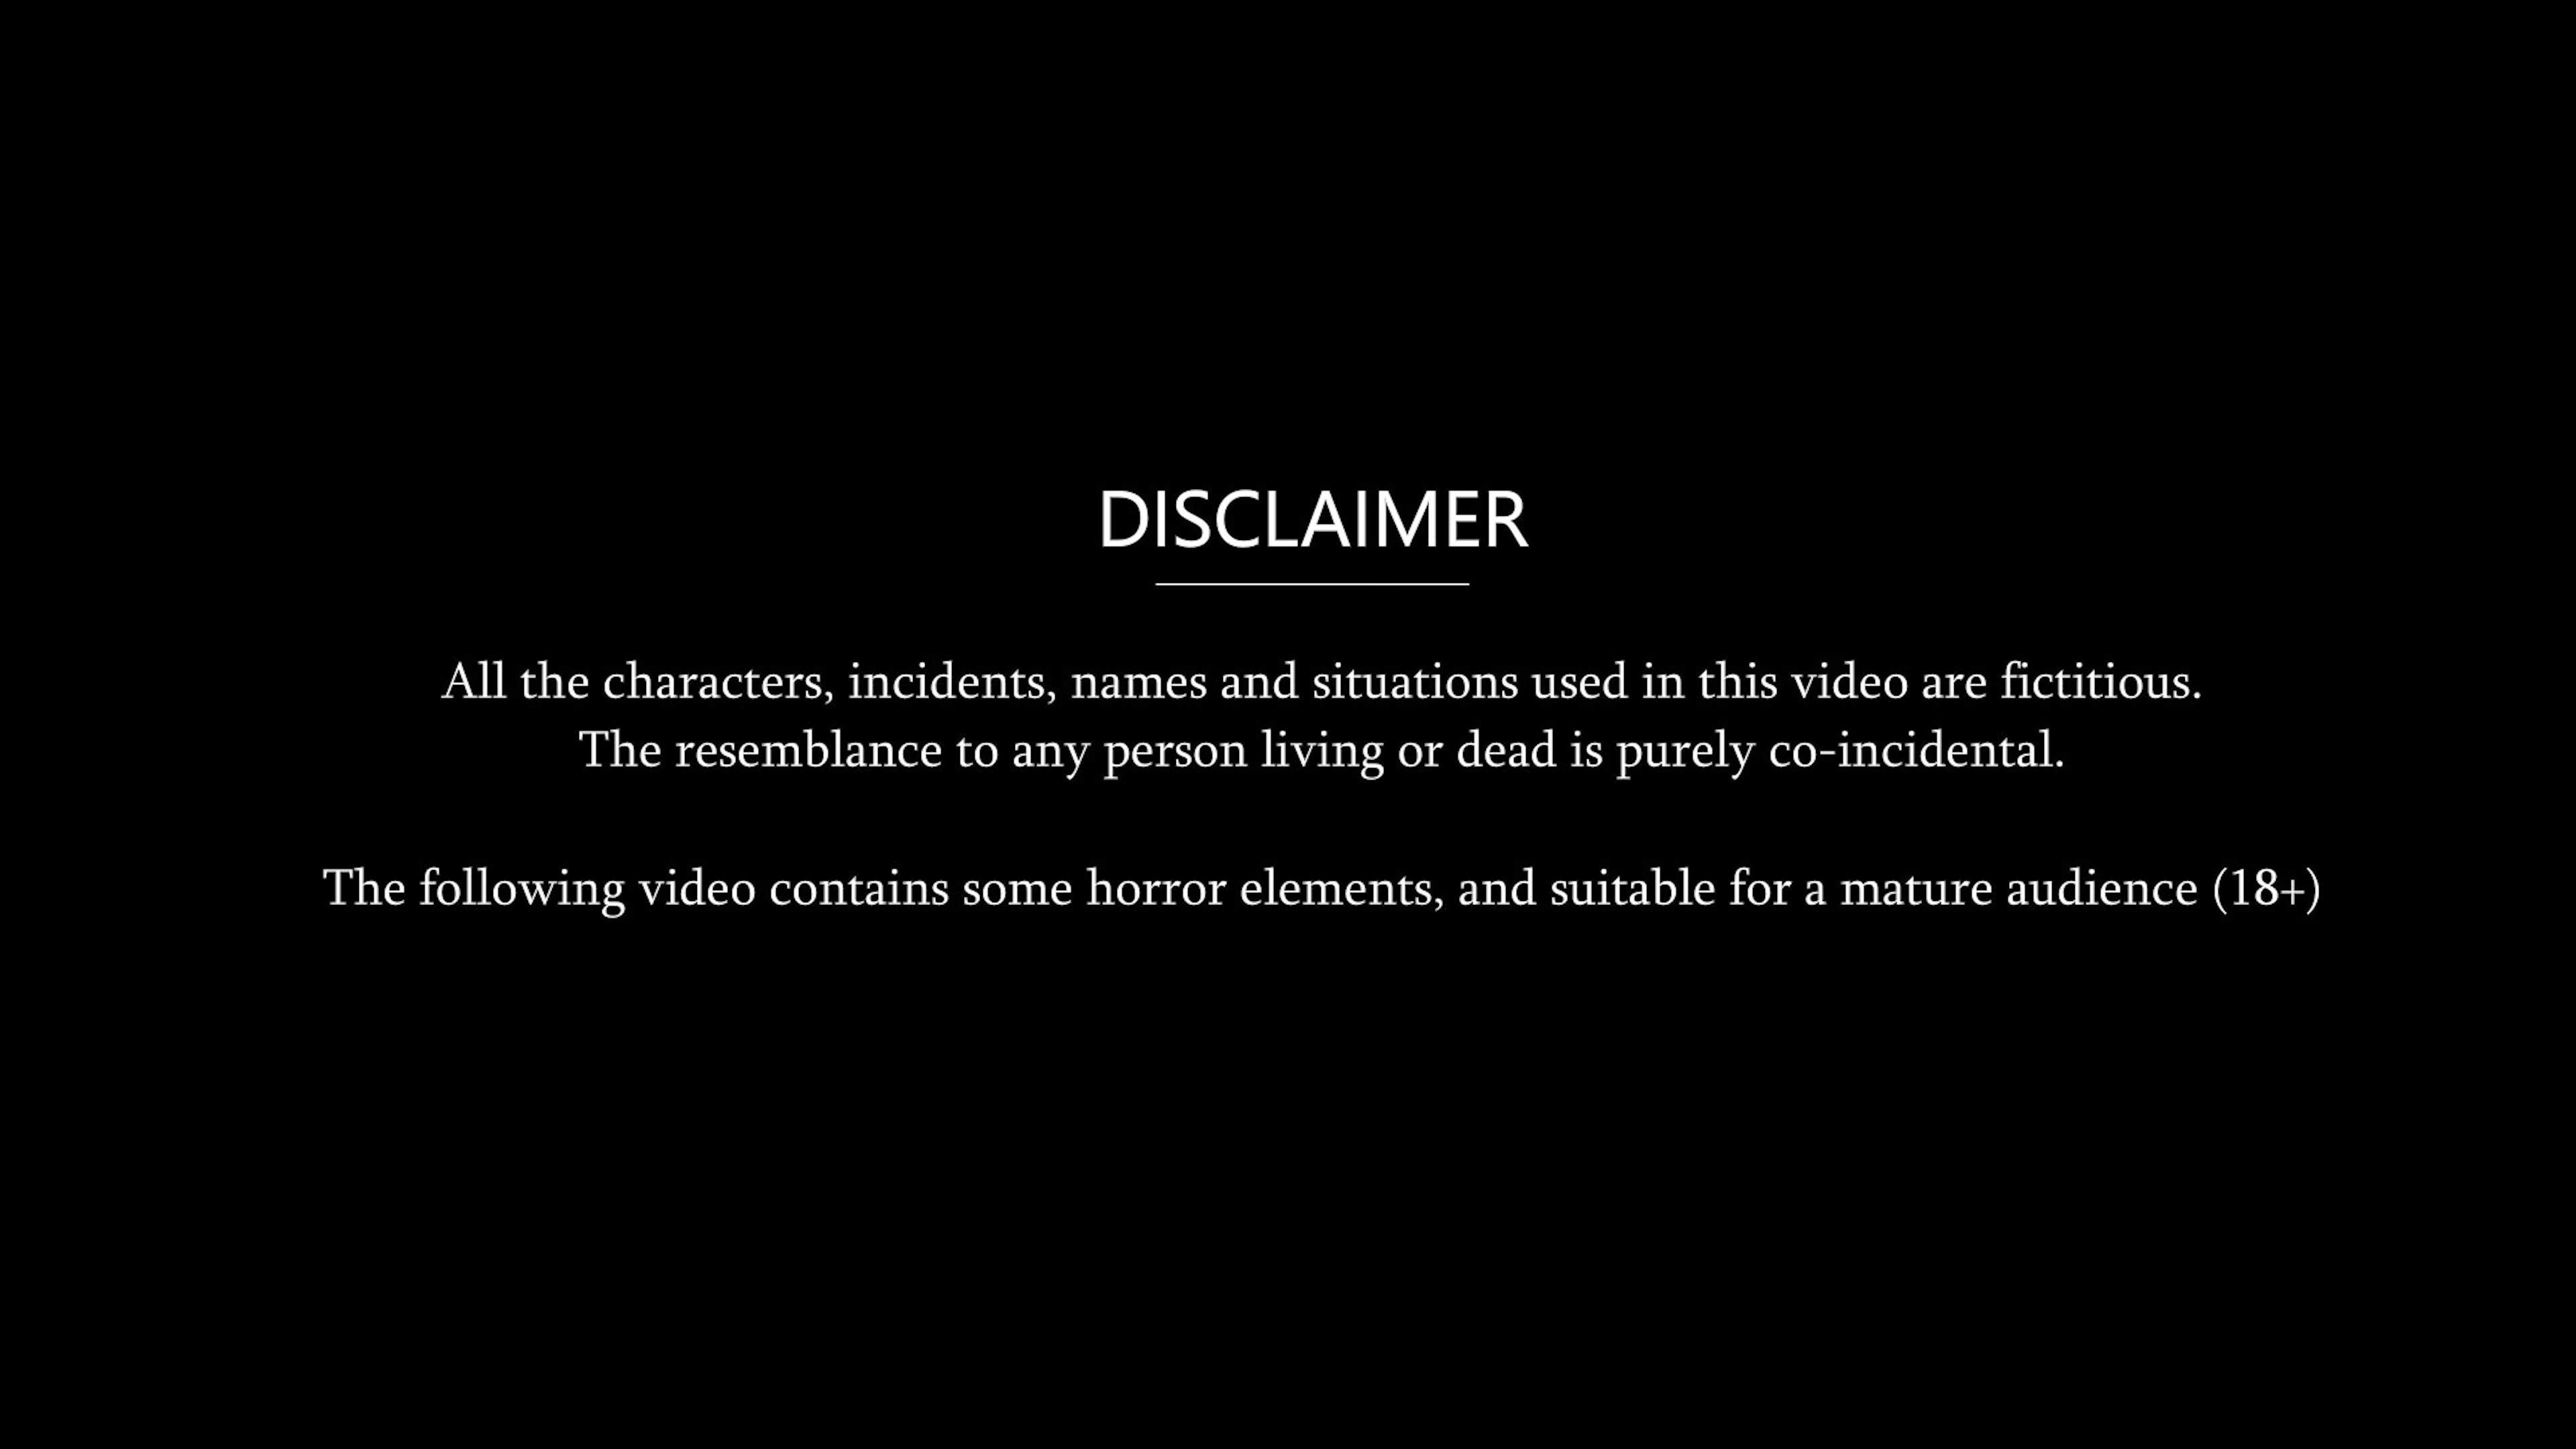 DISCLAIMER
All the characters, incidents, names and situations used in this video are fictitious.
The resemblance to any person living or dead is purely co-incidental.
The following video contains some horror elements, and suitable for a mature audience (18+)